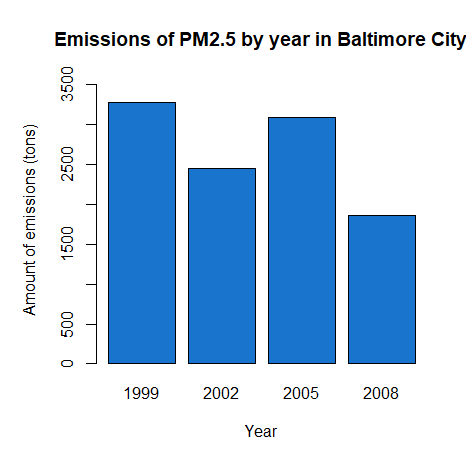 Emissions of PM2.5 by year in Baltimore City
Amount of emissions (tons)
3500
2500
1500
500
0
1999 2002 2005 2008
Year